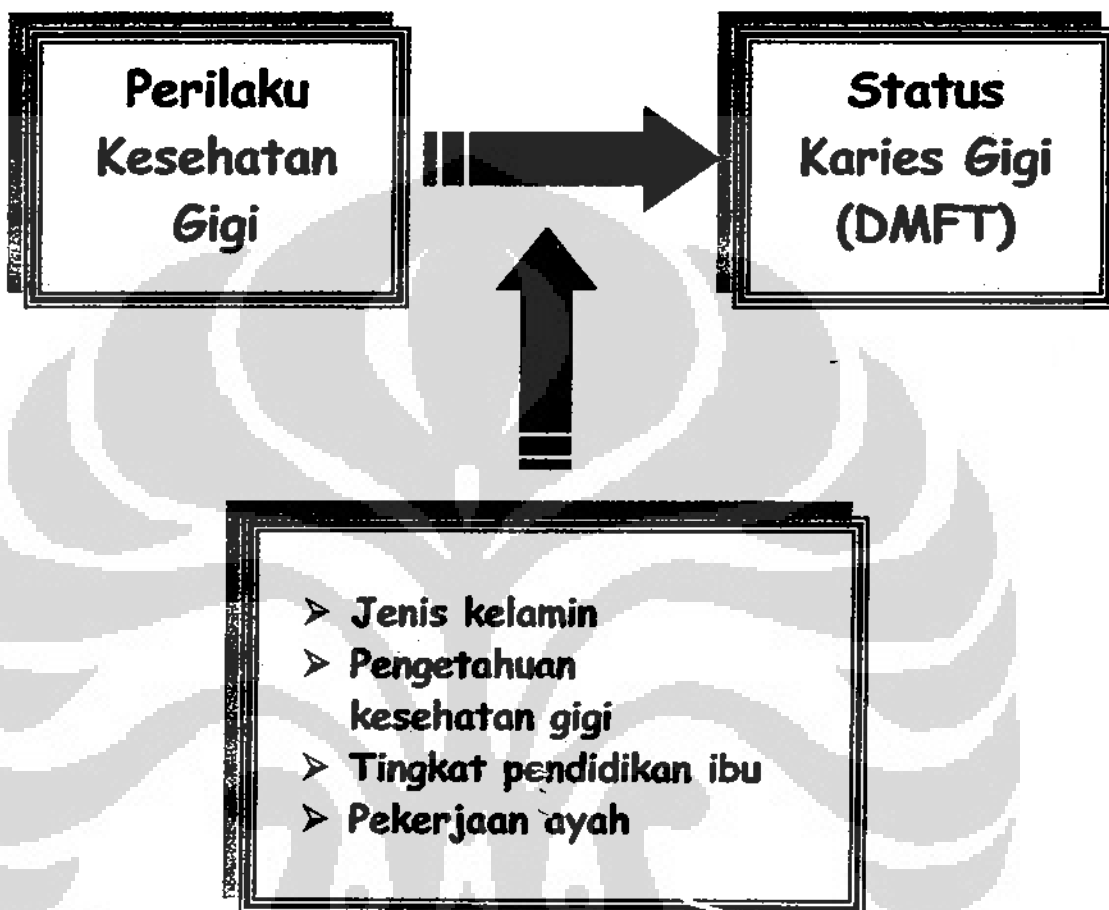 Perilaku
Kesehatan
Gigi
Status
Karies Gigi
(DMFT)
➢ Jenis kelamin
➢ Pengetahuan
kesehatan gigi
➢ Tingkat pendidikan ibu
➢ Pekerjaan ayah